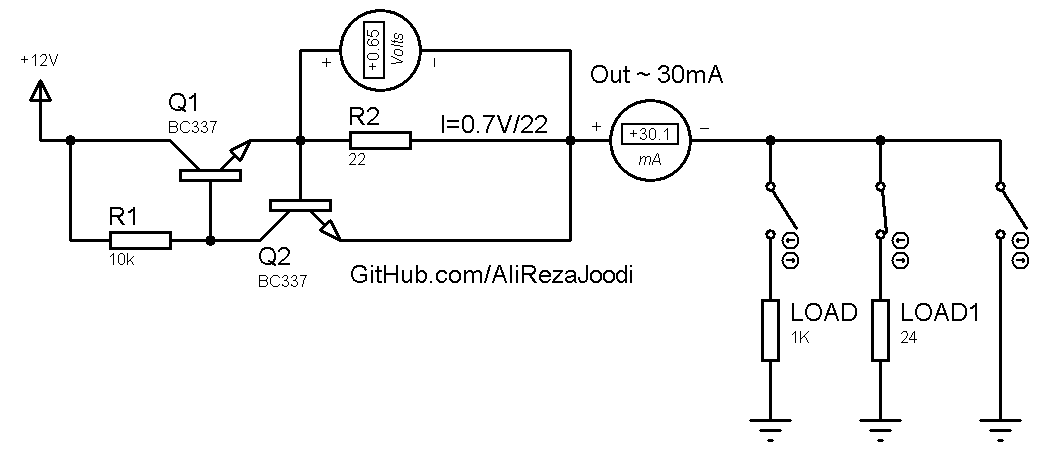 +12V
Q1
BC337
R1
10k
+0.65
Volts
+
−
R2
22
I=0.7V/22
Q2
BC337
GitHub.com/AliRezaJoodi
Out ~ 30mA
+
−
+30.1
mA
LOAD
1K
LOAD1
24